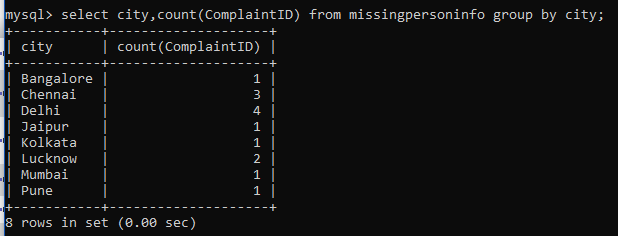 mysql> select city,count(ComplaintID) from missingpersoninfo group by city;
+-----------+--------------------+
| city      | count(ComplaintID) |
+-----------+--------------------+
| Bangalore |                  1 |
| Chennai   |                  3 |
| Delhi     |                  4 |
| Jaipur    |                  1 |
| Kolkata   |                  1 |
| Lucknow   |                  2 |
| Mumbai    |                  1 |
| Pune      |                  1 |
+-----------+--------------------+
8 rows in set (0.00 sec)